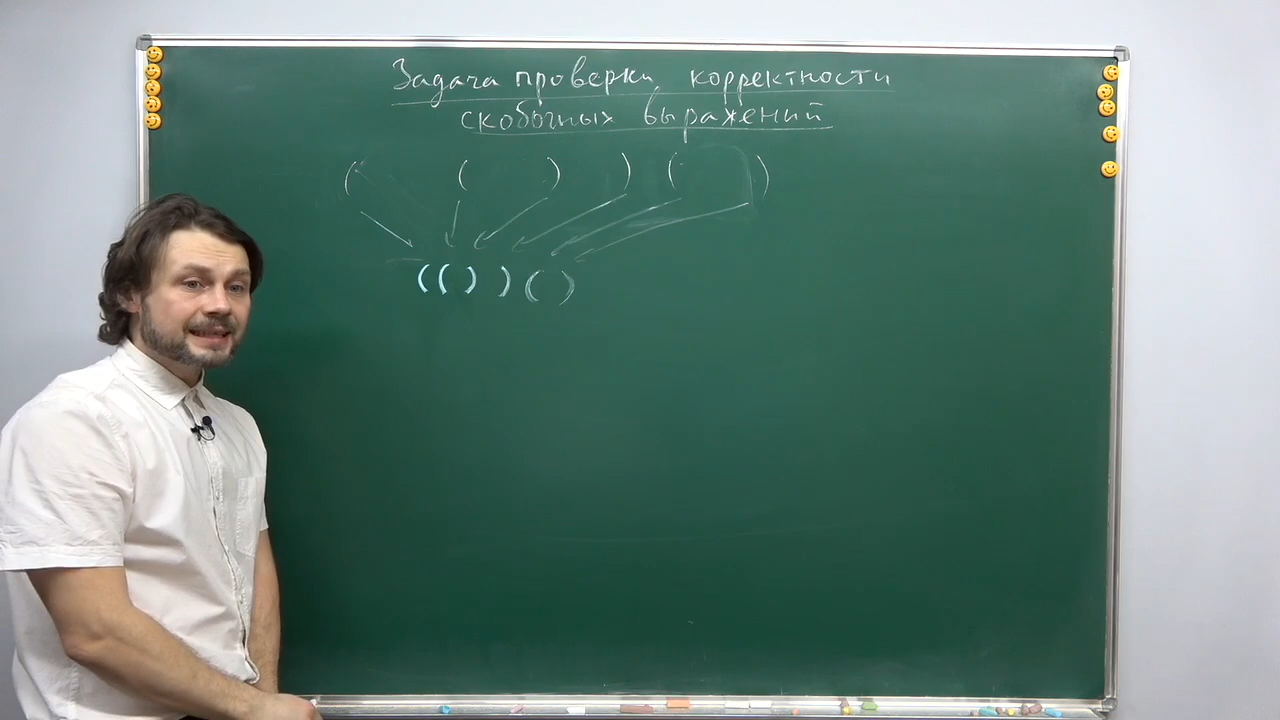 Задача проверки корректности
скобочных выражений
( ( ) ) ( )
(())()